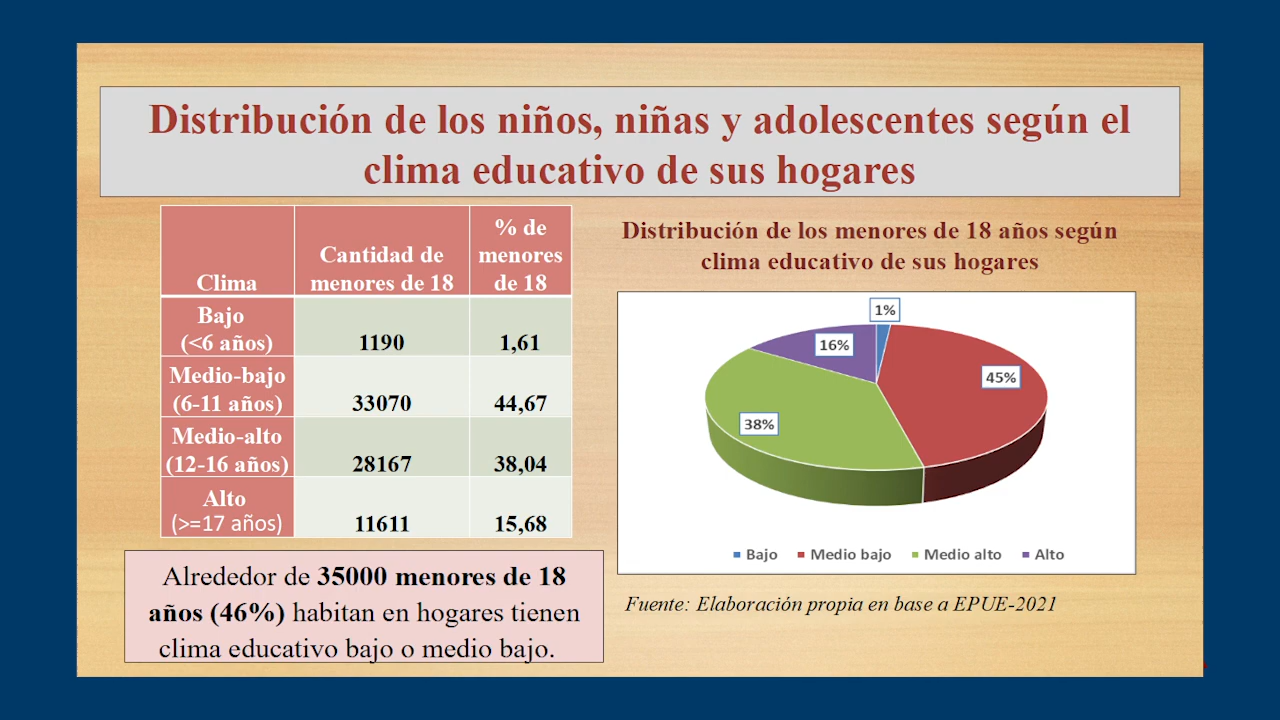 Distribución de los niños, niñas y adolescentes según el
clima educativo de sus hogares
Clima
Cantidad de
menores de 18
% de
menores
de 18
Bajo
(<6 años)
1190
1,61
Medio-bajo
(6-11 años)
33070
44,67
Medio-alto
(12-16 años)
28167
38,04
Alto
(>=17 años)
11611
15,68
Alrededor de 35000 menores de 18
años (46%) habitan en hogares tienen
clima educativo bajo o medio bajo.
Distribución de los menores de 18 años según
clima educativo de sus hogares
1%
16%
45%
38%
Bajo Medio bajo Medio alto Alto
Fuente: Elaboración propia en base a EPUE-2021